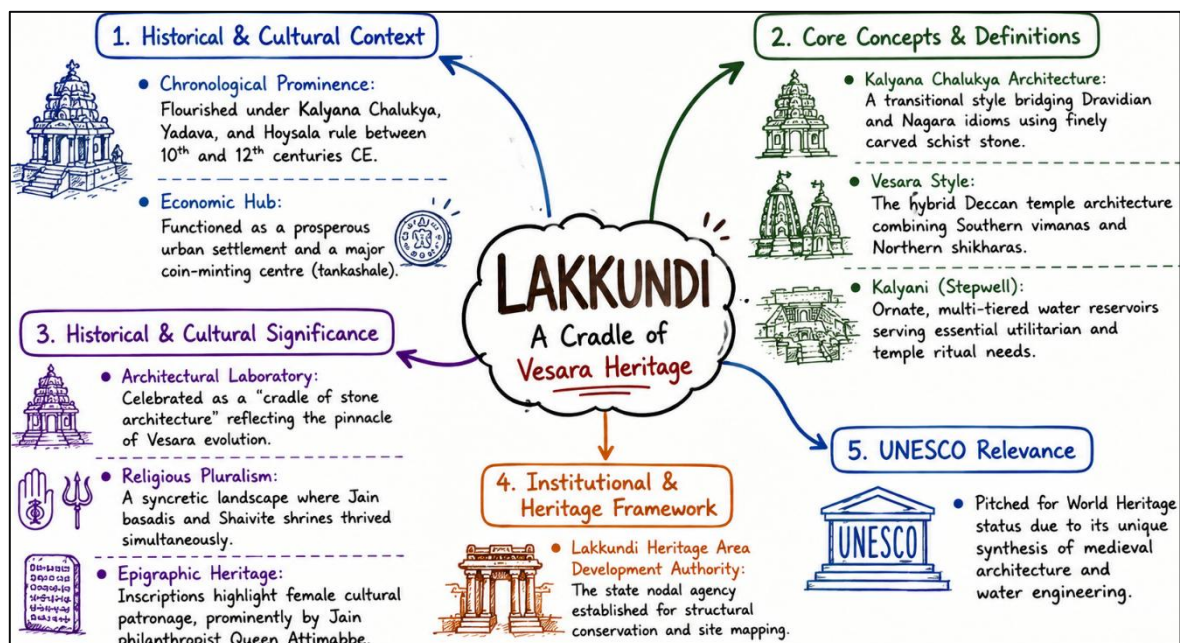 1. Historical & Cultural Context
● Chronological Prominence:
Flourished under Kalyana Chalukya,
Yadava, and Hoysala rule between
10th and 12th centuries CE.
● Economic Hub:
Functioned as a prosperous
urban settlement and a major
coin-minting centre (tankashale).
2. Core Concepts & Definitions
● Kalyana Chalukya Architecture:
A transitional style bridging Dravidian
and Nagara idioms using finely
carved schist stone.
● Vesara Style:
The hybrid Deccan temple architecture
combining Southern vimanas and
Northern shikharas.
● Kalyani (Stepwell):
Ornate, multi-tiered water reservoirs
serving essential utilitarian and
temple ritual needs.
LAKKUNDI
A Cradle of
Vesara Heritage
3. Historical & Cultural Significance
● Architectural Laboratory:
Celebrated as a “cradle of stone
architecture” reflecting the pinnacle
of Vesara evolution.
● Religious Pluralism:
A syncretic landscape where Jain
basadis and Shaivite shrines thrived
simultaneously.
● Epigraphic Heritage:
Inscriptions highlight female cultural
patronage, prominently by Jain
philanthropist Queen Attimabbe.
4. Institutional &
Heritage Framework
● Lakkundi Heritage Area
Development Authority:
The state nodal agency
established for structural
conservation and site mapping.
5. UNESCO Relevance
UNESCO
● Pitched for World Heritage
status due to its unique
synthesis of medieval
architecture and
water engineering.